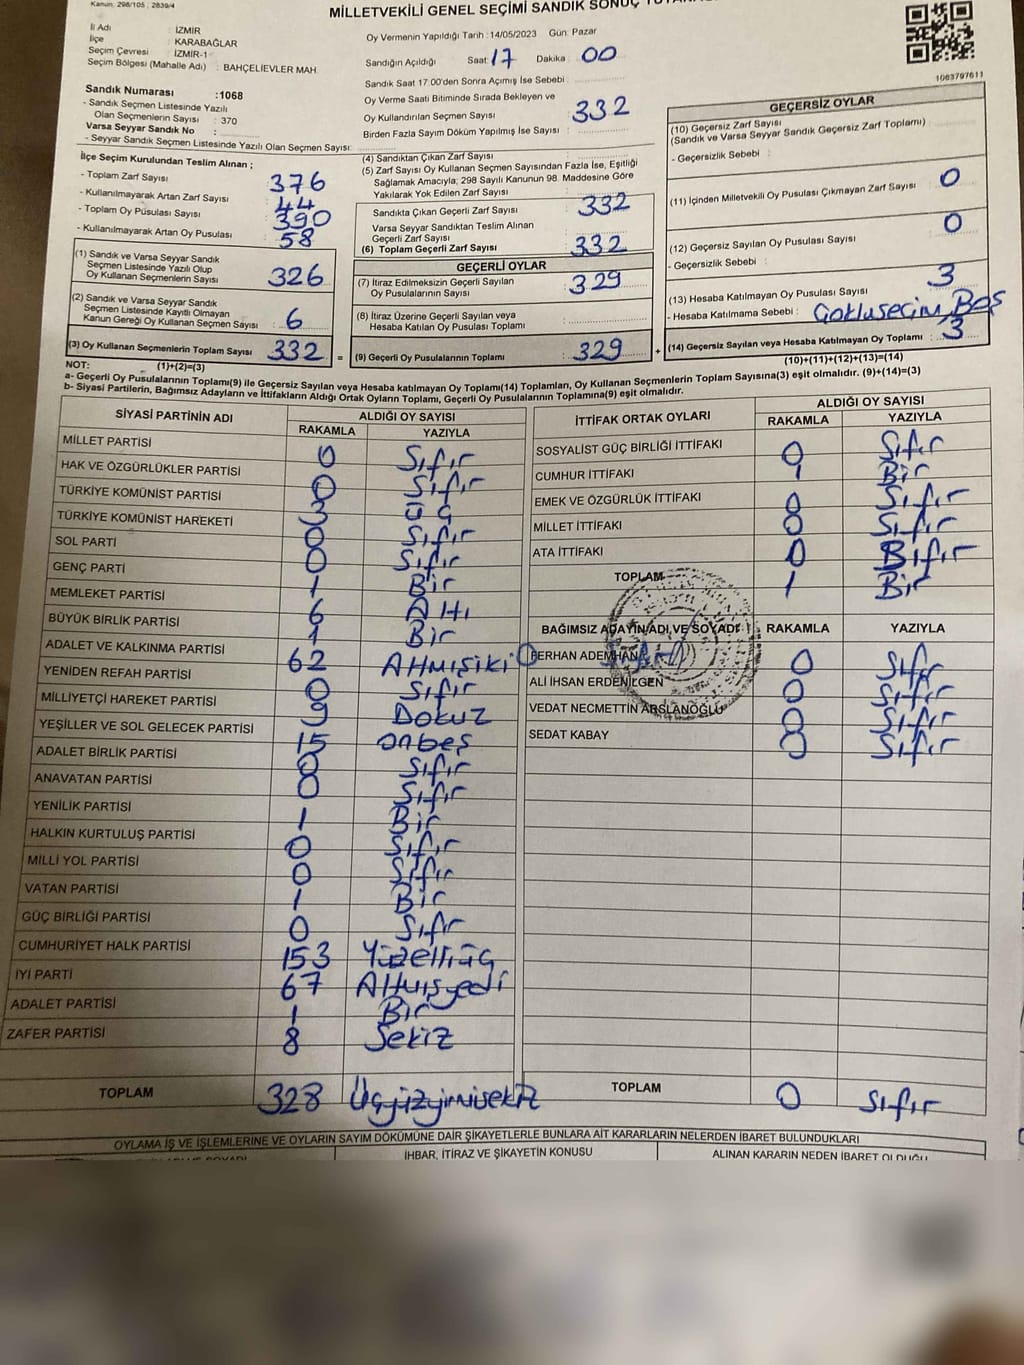 Kanun: 298/105 ; 2839/4
MİLLETVEKİLİ GENEL SEÇİMİ SANDIK SONUÇ
İl Adı : İZMİR
İlçe : KARABAĞLAR
Seçim Çevresi : İZMİR-1
Seçim Bölgesi (Mahalle Adı) : BAHÇELİEVLER MAH
Oy Vermenin Yapıldığı Tarih : 14/05/2023 Gün: Pazar
Sandığın Açıldığı Saat: 17 Dakika 00
Sandık Saat 17:00'den Sonra Açımış İse Sebebi :
Oy Verme Saati Bitiminde Sırada Bekleyen ve
Oy Kullandırılan Seçmen Sayısı 332
Birden Fazla Sayım Döküm Yapılmış İse Sayısı :
1063797611
Sandık Numarası :1068
- Sandık Seçmen Listesinde Yazılı
Olan Seçmenlerin Sayısı : 370
Varsa Seyyar Sandık No :
- Seyyar Sandık Seçmen Listesinde Yazılı Olan Seçmen Sayısı:
İlçe Seçim Kurulundan Teslim Alınan ;
- Toplam Zarf Sayısı 376
- Kullanılmayarak Artan Zarf Sayısı 44
- Toplam Oy Pusulası Sayısı 390
- Kullanılmayarak Artan Oy Pusulası 58
(1) Sandık ve Varsa Seyyar Sandık
Seçmen Listesinde Yazılı Olup
Oy Kullanan Seçmenlerin Sayısı 326
(2) Sandık ve Varsa Seyyar Sandık
Seçmen Listesinde Kayıtlı Olmayan
Kanun Gereği Oy Kullanan Seçmen Sayısı 6
(3) Oy Kullanan Seçmenlerin Toplam Sayısı 332 =
(1)+(2)=(3)
(4) Sandıktan Çıkan Zarf Sayısı :
(5) Zarf Sayısı Oy Kullanan Seçmen Sayısından Fazla İse, Eşitliği
Sağlamak Amacıyla; 298 Sayılı Kanunun 98. Maddesine Göre
Yakılarak Yok Edilen Zarf Sayısı :
Sandıkta Çıkan Geçerli Zarf Sayısı 332
Varsa Seyyar Sandıktan Teslim Alınan
Geçerli Zarf Sayısı :
(6) Toplam Geçerli Zarf Sayısı 332
GEÇERLİ OYLAR
(7) İtiraz Edilmeksizin Geçerli Sayılan
Oy Pusulalarının Sayısı 329
(8) İtiraz Üzerine Geçerli Sayılan veya
Hesaba Katılan Oy Pusulası Toplamı
(9) Geçerli Oy Pusulalarının Toplamı 329 +
GEÇERSİZ OYLAR
(10) Geçersiz Zarf Sayısı
(Sandık ve Varsa Seyyar Sandık Geçersiz Zarf Toplamı) :
- Geçersizlik Sebebi :
(11) İçinden Milletvekili Oy Pusulası Çıkmayan Zarf Sayısı 0
(12) Geçersiz Sayılan Oy Pusulası Sayısı 0
- Geçersizlik Sebebi :
(13) Hesaba Katılmayan Oy Pusulası Sayısı 3
- Hesaba Katılmama Sebebi : Çokluseçim, Boş
(14) Geçersiz Sayılan veya Hesaba Katılmayan Oy Toplamı : 3
(10)+(11)+(12)+(13)=(14)
NOT:
a- Geçerli Oy Pusulalarının Toplamı(9) ile Geçersiz Sayılan veya Hesaba katılmayan Oy Toplamı(14) Toplamları, Oy Kullanan Seçmenlerin Toplam Sayısına(3) eşit olmalıdır. (9)+(14)=(3)
b- Siyasi Partilerin, Bağımsız Adayların ve İttifakların Aldığı Ortak Oyların Toplamı, Geçerli Oy Pusulalarının Toplamına(9) eşit olmalıdır.
SİYASİ PARTİNİN ADI ALDIĞI OY SAYISI
RAKAMLA YAZIYLA
MİLLET PARTİSİ 0 Sıfır
HAK VE ÖZGÜRLÜKLER PARTİSİ 0 Sıfır
TÜRKİYE KOMÜNİST PARTİSİ 3 üç
TÜRKİYE KOMÜNİST HAREKETİ 0 Sıfır
SOL PARTİ 0 Sıfır
GENÇ PARTİ 1 Bir
MEMLEKET PARTİSİ 6 Altı
BÜYÜK BİRLİK PARTİSİ 1 Bir
ADALET VE KALKINMA PARTİSİ 62 Altmışiki
YENİDEN REFAH PARTİSİ 0 Sıfır
MİLLİYETÇİ HAREKET PARTİSİ 9 Dokuz
YEŞİLLER VE SOL GELECEK PARTİSİ 15 onbeş
ADALET BİRLİK PARTİSİ 0 Sıfır
ANAVATAN PARTİSİ 0 Sıfır
YENİLİK PARTİSİ 1 Bir
HALKIN KURTULUŞ PARTİSİ 0 Sıfır
MİLLİ YOL PARTİSİ 0 Sıfır
VATAN PARTİSİ 1 Bir
GÜÇ BİRLİĞİ PARTİSİ 0 Sıfır
CUMHURİYET HALK PARTİSİ 153 Yüzelliüç
İYİ PARTİ 67 Altmışyedi
ADALET PARTİSİ 1 Bir
ZAFER PARTİSİ 8 Sekiz
TOPLAM 328 Üçyüzyirmisekiz
İTTİFAK ORTAK OYLARI ALDIĞI OY SAYISI
RAKAMLA YAZIYLA
SOSYALİST GÜÇ BİRLİĞİ İTTİFAKI 0 Sıfır
CUMHUR İTTİFAKI 1 Bir
EMEK VE ÖZGÜRLÜK İTTİFAKI 0 Sıfır
MİLLET İTTİFAKI 0 Sıfır
ATA İTTİFAKI 0 Sıfır
TOPLAM 1 Bir
BAĞIMSIZ ADAYIN ADI VE SOYADI RAKAMLA YAZIYLA
FERHAN ADEMHAN 0 Sıfır
ALİ İHSAN ERDENİLGEN 0 Sıfır
VEDAT NECMETTİN ARSLANOĞLU 0 Sıfır
SEDAT KABAY 0 Sıfır
TOPLAM 0 Sıfır
OYLAMA İŞ VE İŞLEMLERİNE VE OYLARIN SAYIM DÖKÜMÜNE DAİR ŞİKAYETLERLE BUNLARA AİT KARARLARIN NELERDEN İBARET BULUNDUKLARI
İHBAR, İTİRAZ VE ŞİKAYETİN KONUSU
ALINAN KARARIN NEDEN İBARET OLDUĞU